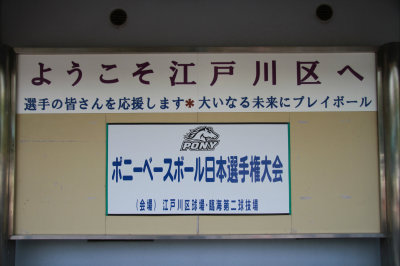 ようこそ江戸川区へ
選手の皆さんを応援します*大いなる未来にプレイボール
PONY
ポニーベースボール日本選手権大会
（会場）江戸川区球場・臨海第二球技場